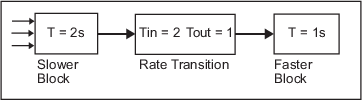 T = 2s
Tin = 2 Tout = 1
T = 1s
Slower
Block
Rate Transition
Faster
Block